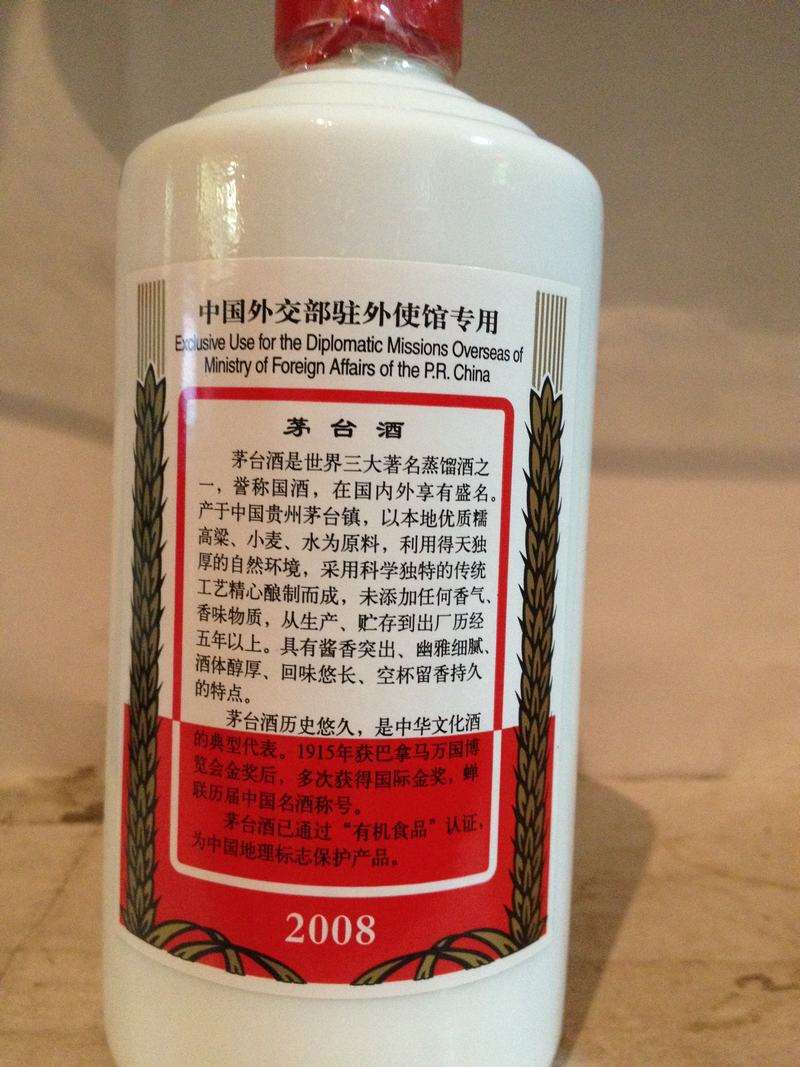 中国外交部驻外使馆专用
Exclusive Use for the Diplomatic Missions Overseas of
Ministry of Foreign Affairs of the P.R. China
茅台酒
茅台酒是世界三大著名蒸馏酒之
一，誉称国酒，在国内外享有盛名。
产于中国贵州茅台镇，以本地优质糯
高粱、小麦、水为原料，利用得天独
厚的自然环境，采用科学独特的传统
工艺精心酿制而成，未添加任何香气、
香味物质，从生产、贮存到出厂历经
五年以上。具有酱香突出、幽雅细腻、
酒体醇厚、回味悠长、空杯留香持久
的特点。
茅台酒历史悠久，是中华文化酒
的典型代表。1915年获巴拿马万国博
览会金奖后，多次获得国际金奖，蝉
联历届中国名酒称号。
茅台酒已通过“有机食品”认证，
为中国地理标志保护产品。
2008